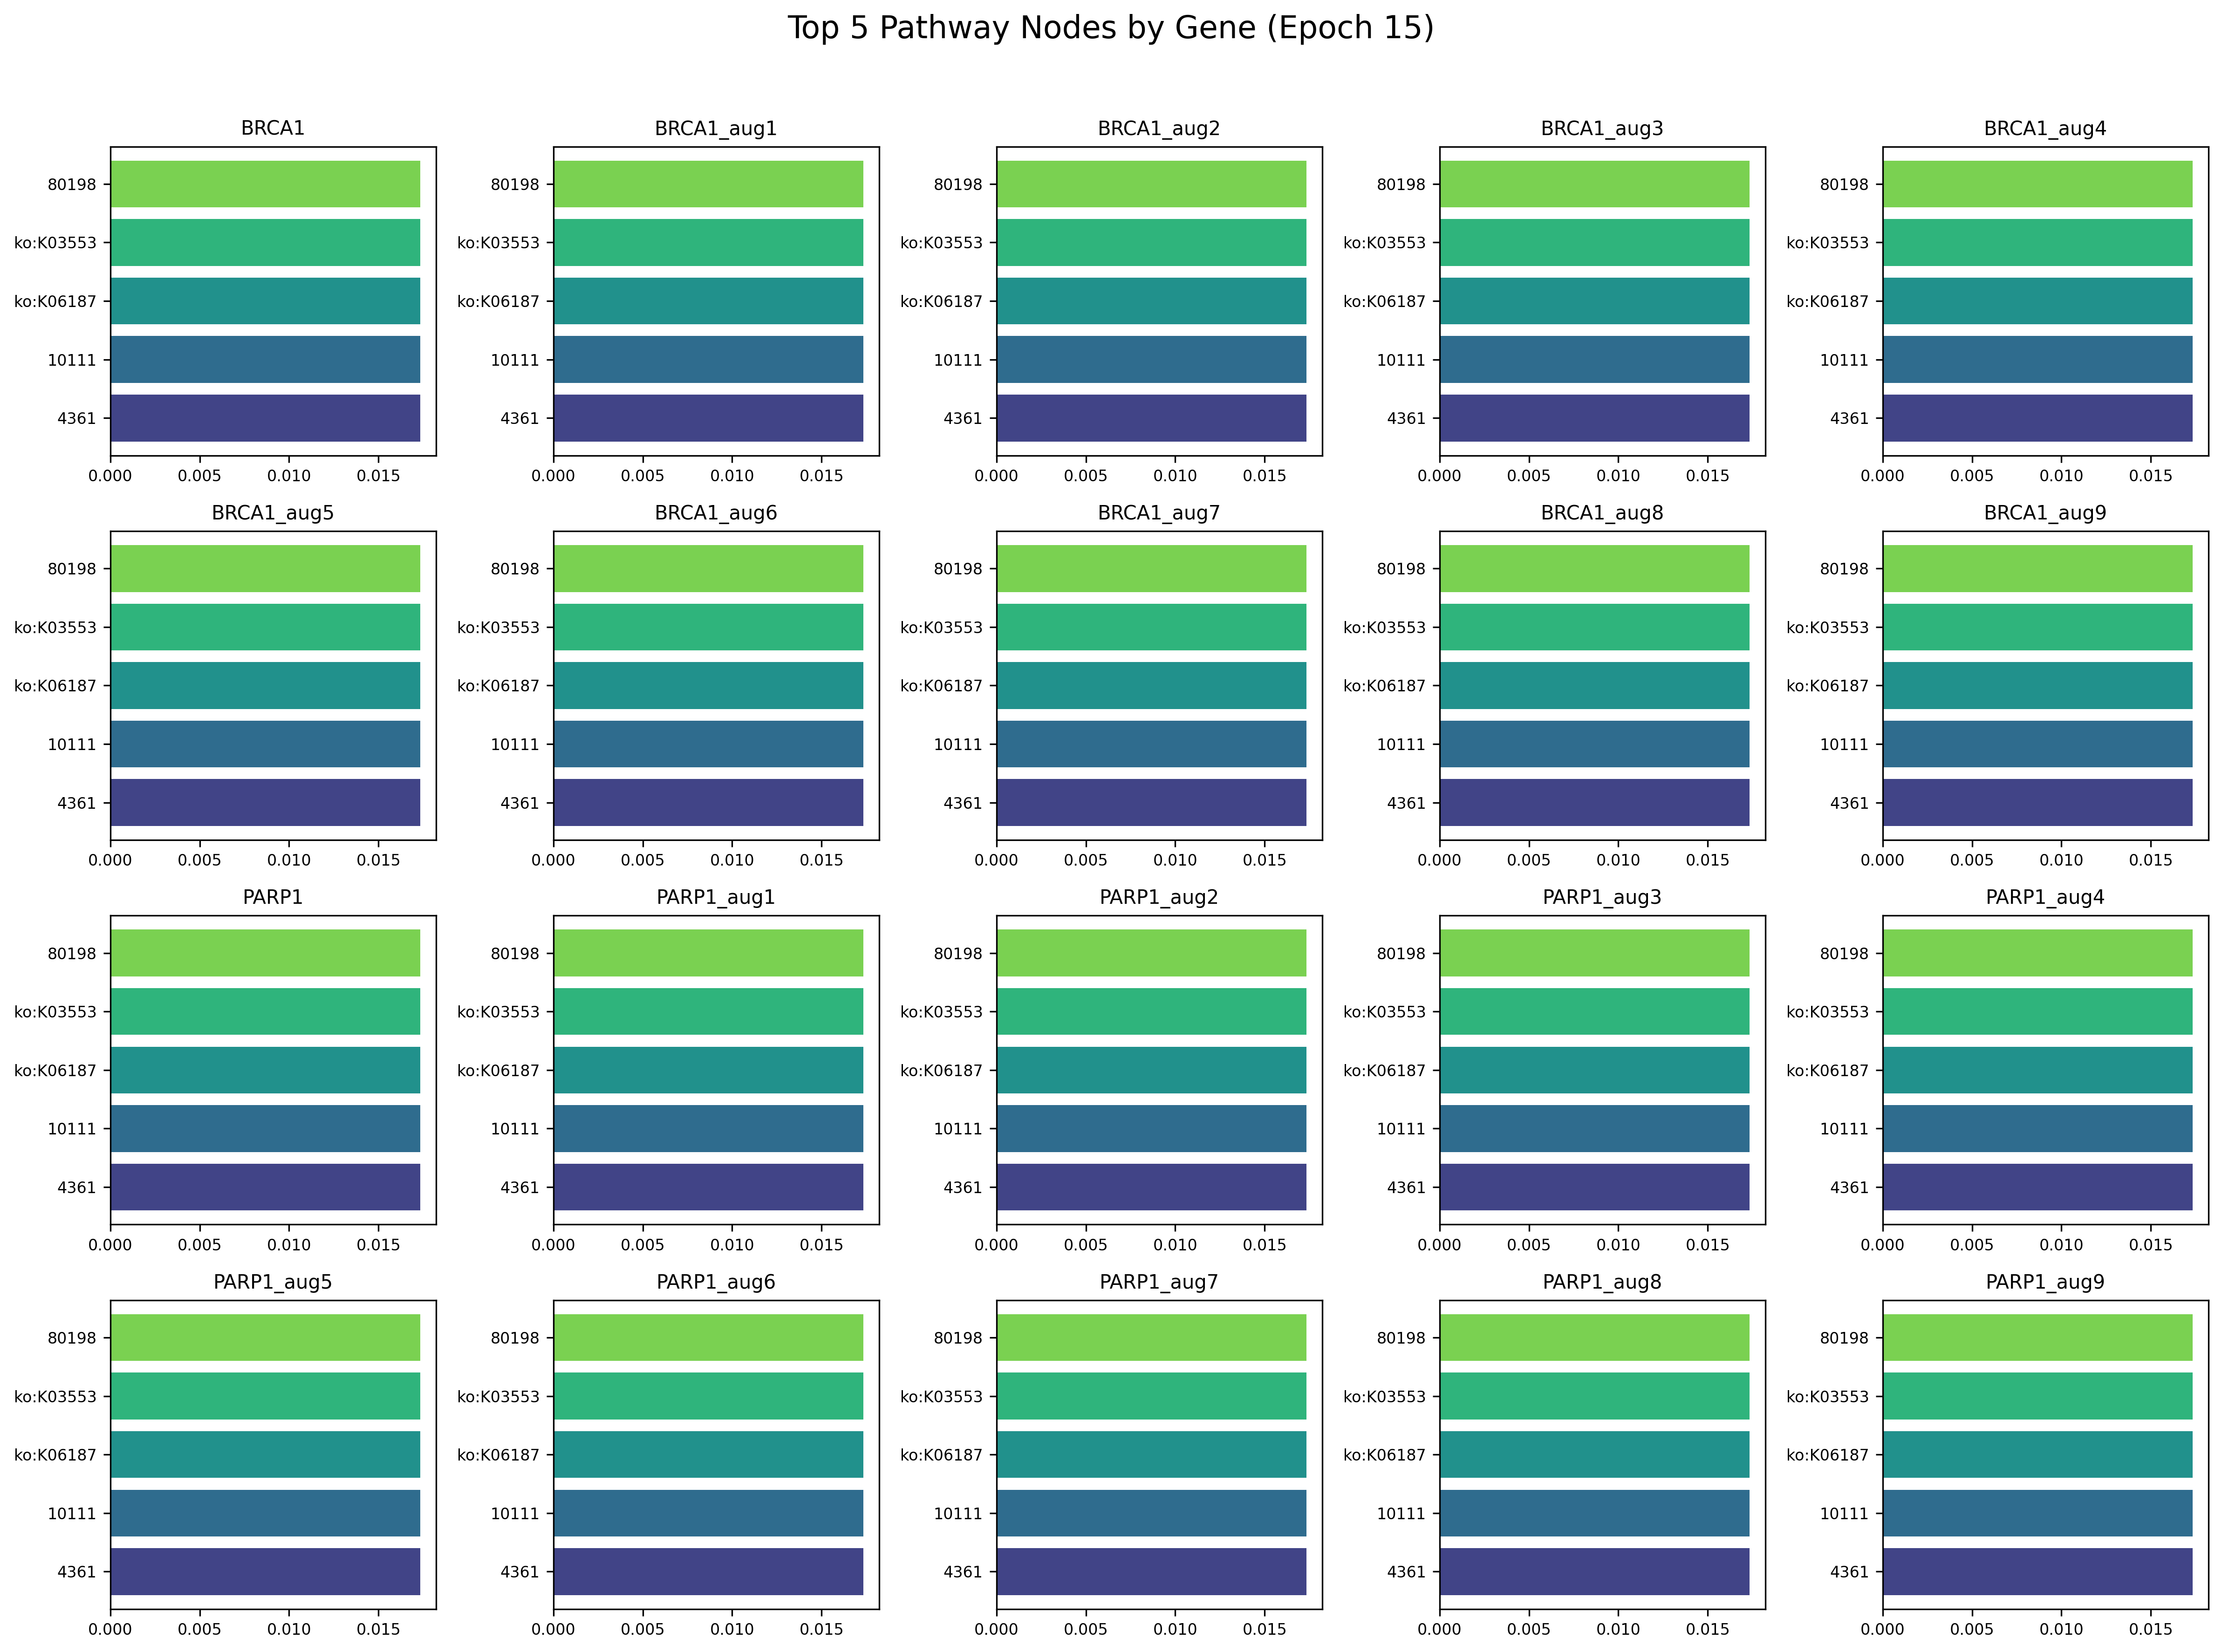 Top 5 Pathway Nodes by Gene (Epoch 15)
BRCA1
80198
ko:K03553
ko:K06187
10111
4361
0.000 0.005 0.010 0.015
BRCA1_aug1
80198
ko:K03553
ko:K06187
10111
4361
0.000 0.005 0.010 0.015
BRCA1_aug2
80198
ko:K03553
ko:K06187
10111
4361
0.000 0.005 0.010 0.015
BRCA1_aug3
80198
ko:K03553
ko:K06187
10111
4361
0.000 0.005 0.010 0.015
BRCA1_aug4
80198
ko:K03553
ko:K06187
10111
4361
0.000 0.005 0.010 0.015
BRCA1_aug5
80198
ko:K03553
ko:K06187
10111
4361
0.000 0.005 0.010 0.015
BRCA1_aug6
80198
ko:K03553
ko:K06187
10111
4361
0.000 0.005 0.010 0.015
BRCA1_aug7
80198
ko:K03553
ko:K06187
10111
4361
0.000 0.005 0.010 0.015
BRCA1_aug8
80198
ko:K03553
ko:K06187
10111
4361
0.000 0.005 0.010 0.015
BRCA1_aug9
80198
ko:K03553
ko:K06187
10111
4361
0.000 0.005 0.010 0.015
PARP1
80198
ko:K03553
ko:K06187
10111
4361
0.000 0.005 0.010 0.015
PARP1_aug1
80198
ko:K03553
ko:K06187
10111
4361
0.000 0.005 0.010 0.015
PARP1_aug2
80198
ko:K03553
ko:K06187
10111
4361
0.000 0.005 0.010 0.015
PARP1_aug3
80198
ko:K03553
ko:K06187
10111
4361
0.000 0.005 0.010 0.015
PARP1_aug4
80198
ko:K03553
ko:K06187
10111
4361
0.000 0.005 0.010 0.015
PARP1_aug5
80198
ko:K03553
ko:K06187
10111
4361
0.000 0.005 0.010 0.015
PARP1_aug6
80198
ko:K03553
ko:K06187
10111
4361
0.000 0.005 0.010 0.015
PARP1_aug7
80198
ko:K03553
ko:K06187
10111
4361
0.000 0.005 0.010 0.015
PARP1_aug8
80198
ko:K03553
ko:K06187
10111
4361
0.000 0.005 0.010 0.015
PARP1_aug9
80198
ko:K03553
ko:K06187
10111
4361
0.000 0.005 0.010 0.015